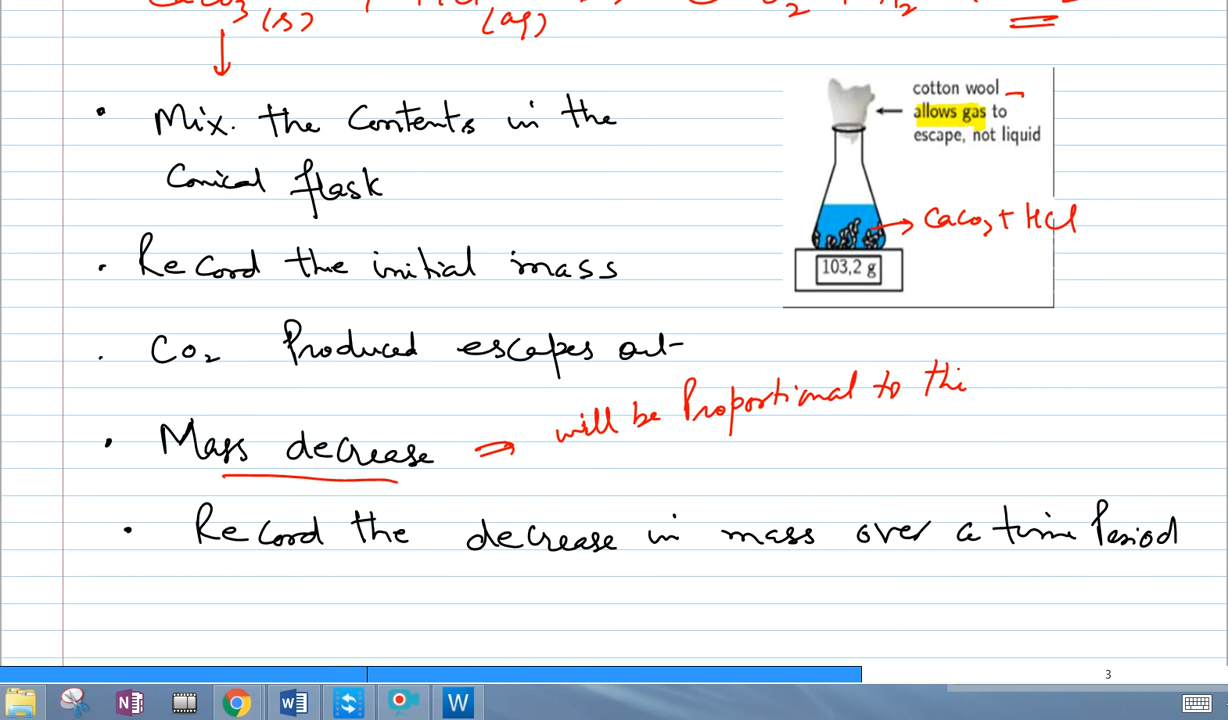 CaCO3 (s) + HCl (aq)
• Mix. the Contents in the
Conical flask
• Record the initial mass
• CO2 Produced escapes out
• Mass decrease ⇒ will be Proportional to the
• Record the decrease in mass over a time Period
cotton wool
allows gas to
escape, not liquid
CaCO3 + HCl
103,2 g
3